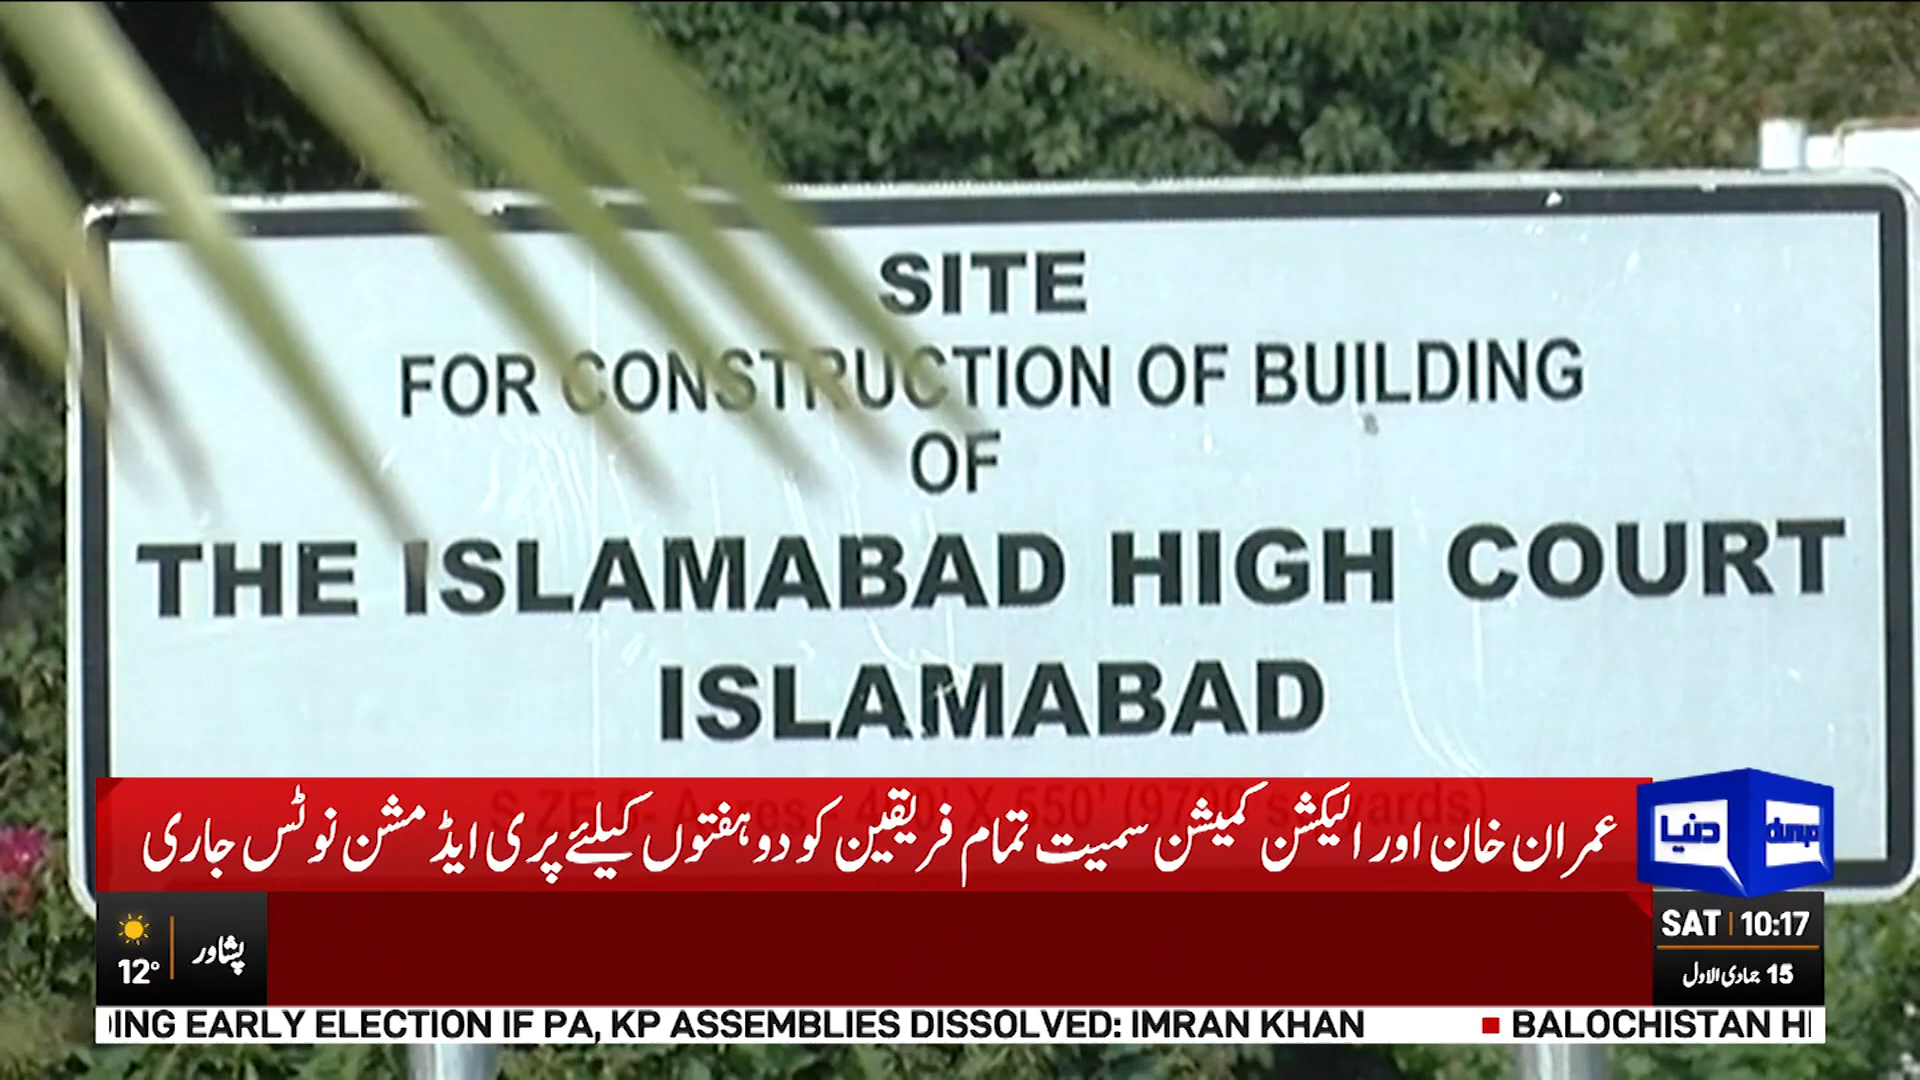 SITE
FOR CONSTRUCTION OF BUILDING
OF
THE ISLAMABAD HIGH COURT
ISLAMABAD
عمران خان اور الیکشن کمیشن سمیت تمام فریقین کو دو ہفتوں کیلئے پری ایڈمشن نوٹس جاری
دنیا
dunya
12°
پشاور
SAT 10:17
15 جمادی الاول
ING EARLY ELECTION IF PA, KP ASSEMBLIES DISSOLVED: IMRAN KHAN
BALOCHISTAN H